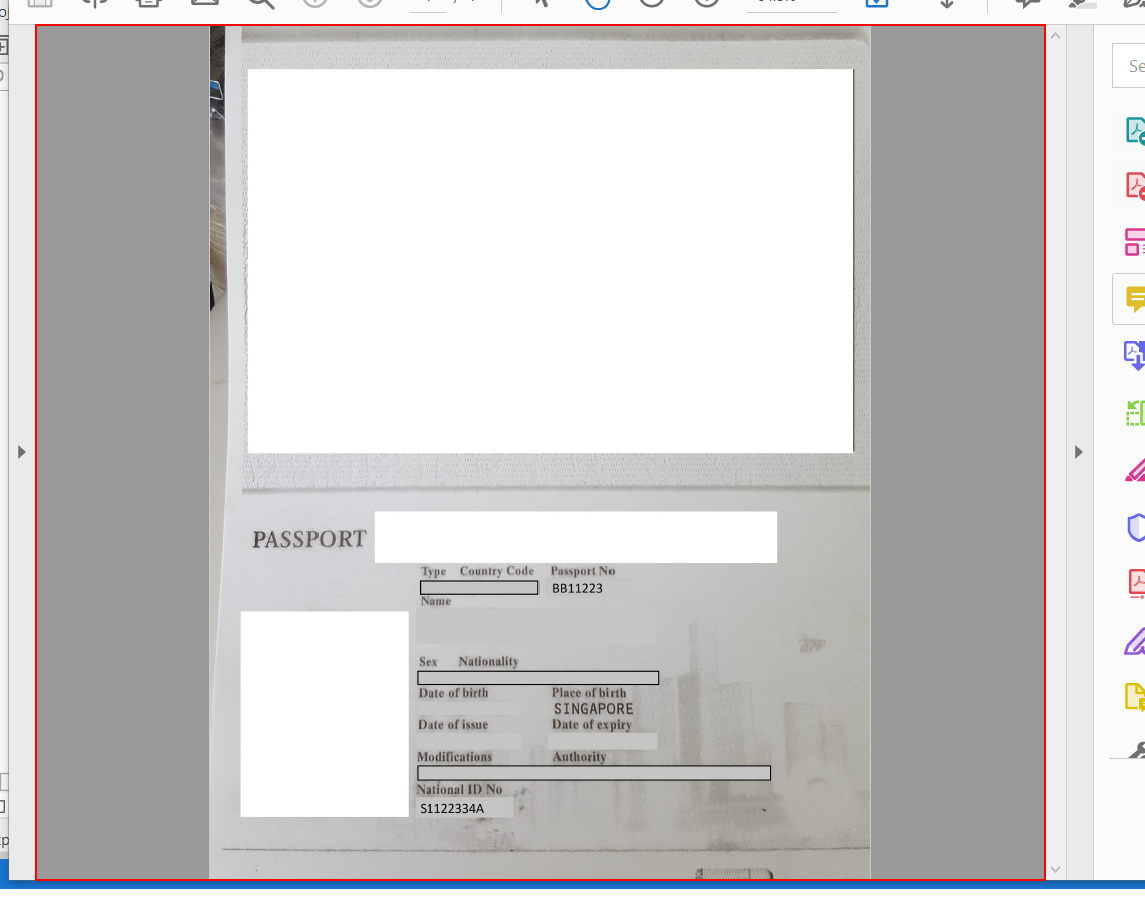 PASSPORT
Type Country Code Passport No
BB11223
Name
Sex Nationality
Date of birth Place of birth
SINGAPORE
Date of issue Date of expiry
Modifications Authority
National ID No
S1122334A
Se